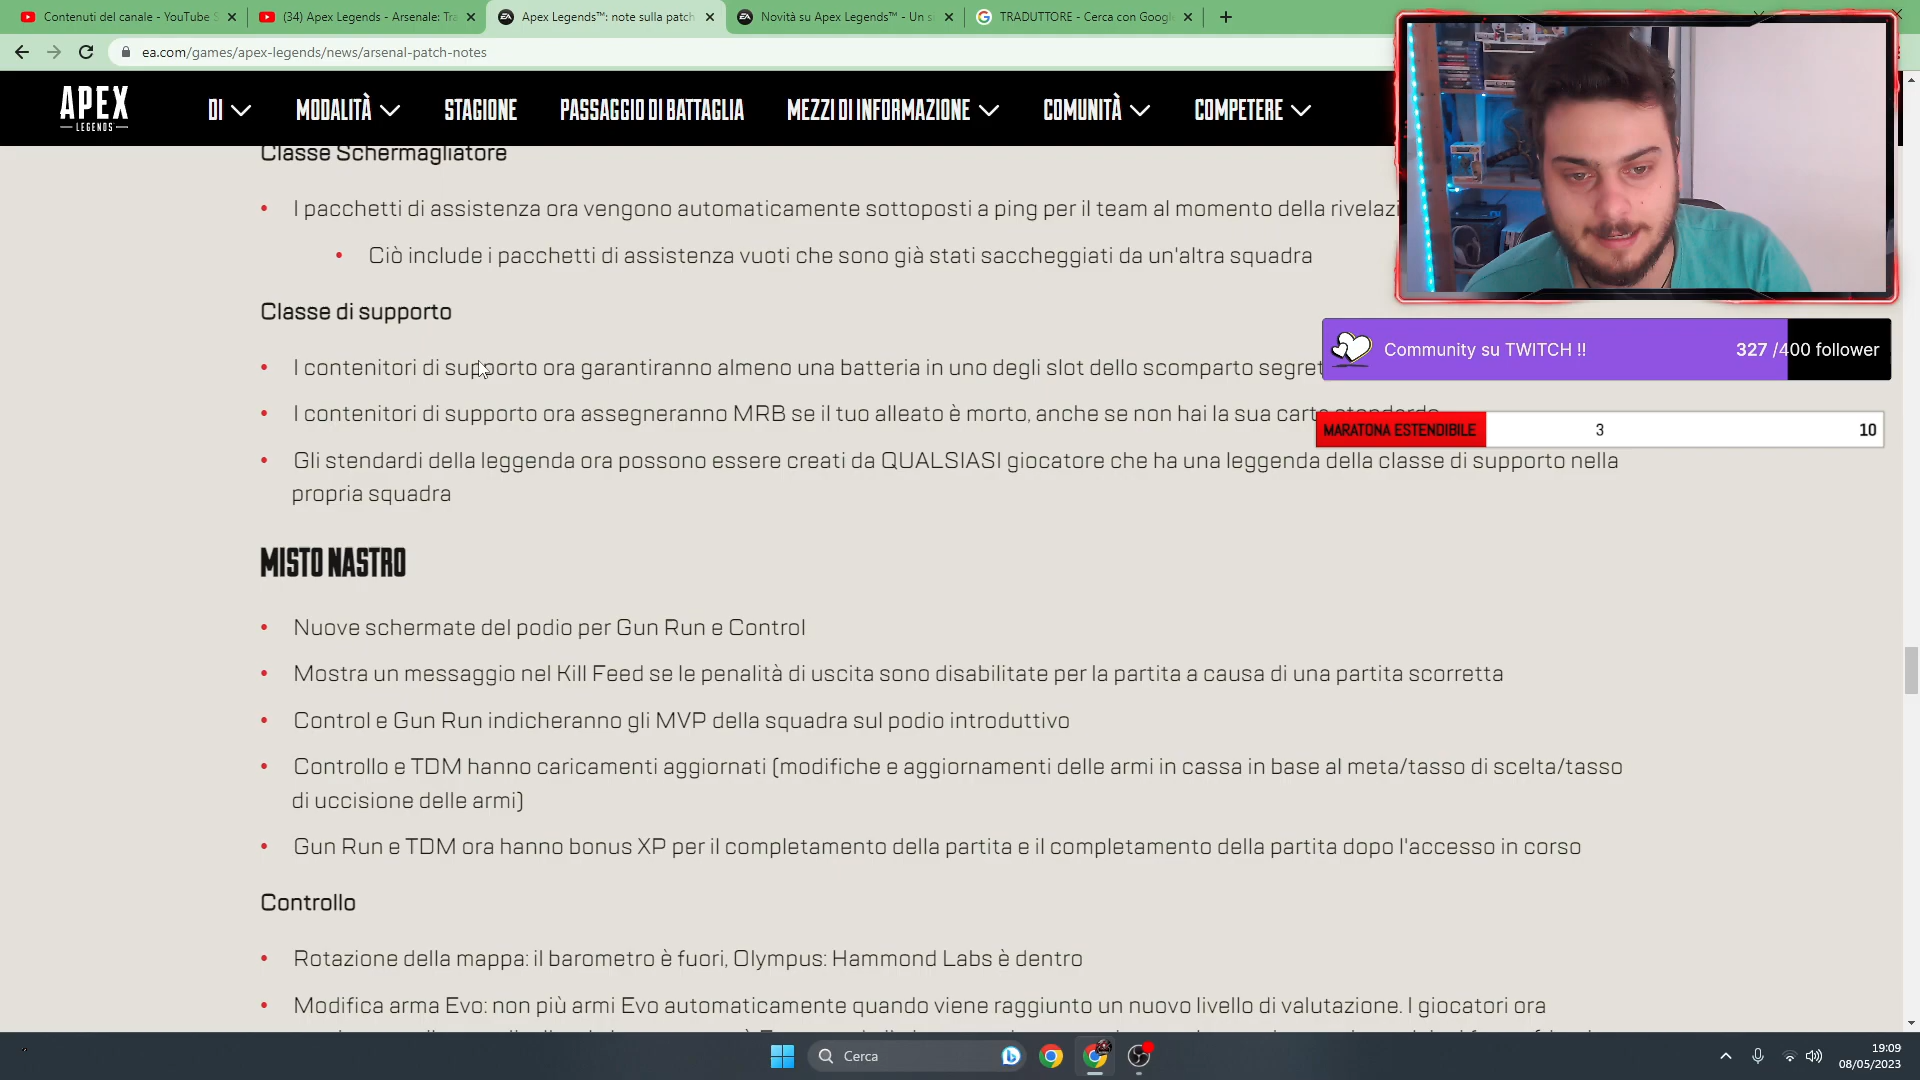 Contenuti del canale - YouTube S
(34) Apex Legends - Arsenale: Tra
Apex Legends™: note sulla patch
Novità su Apex Legends™ - Un s
TRADUTTORE - Cerca con Google
ea.com/games/apex-legends/news/arsenal-patch-notes
APEX
LEGENDS
DI
MODALITÀ
STAGIONE
PASSAGGIO DI BATTAGLIA
MEZZI DI INFORMAZIONE
COMUNITÀ
COMPETERE
Classe Schermagliatore
I pacchetti di assistenza ora vengono automaticamente sottoposti a ping per il team al momento della rivelazi
Ciò include i pacchetti di assistenza vuoti che sono già stati saccheggiati da un'altra squadra
Classe di supporto
Community su TWITCH !!
327 /400 follower
I contenitori di supporto ora garantiranno almeno una batteria in uno degli slot dello scomparto segret
I contenitori di supporto ora assegneranno MRB se il tuo alleato è morto, anche se non hai la sua carta standardo
MARATONA ESTENDIBILE
3
10
Gli stendardi della leggenda ora possono essere creati da QUALSIASI giocatore che ha una leggenda della classe di supporto nella
propria squadra
MISTO NASTRO
Nuove schermate del podio per Gun Run e Control
Mostra un messaggio nel Kill Feed se le penalità di uscita sono disabilitate per la partita a causa di una partita scorretta
Control e Gun Run indicheranno gli MVP della squadra sul podio introduttivo
Controllo e TDM hanno caricamenti aggiornati (modifiche e aggiornamenti delle armi in cassa in base al meta/tasso di scelta/tasso
di uccisione delle armi)
Gun Run e TDM ora hanno bonus XP per il completamento della partita e il completamento della partita dopo l'accesso in corso
Controllo
Rotazione della mappa: il barometro è fuori, Olympus: Hammond Labs è dentro
Modifica arma Evo: non più armi Evo automaticamente quando viene raggiunto un nuovo livello di valutazione. I giocatori ora
Cerca
19:09
08/05/2023